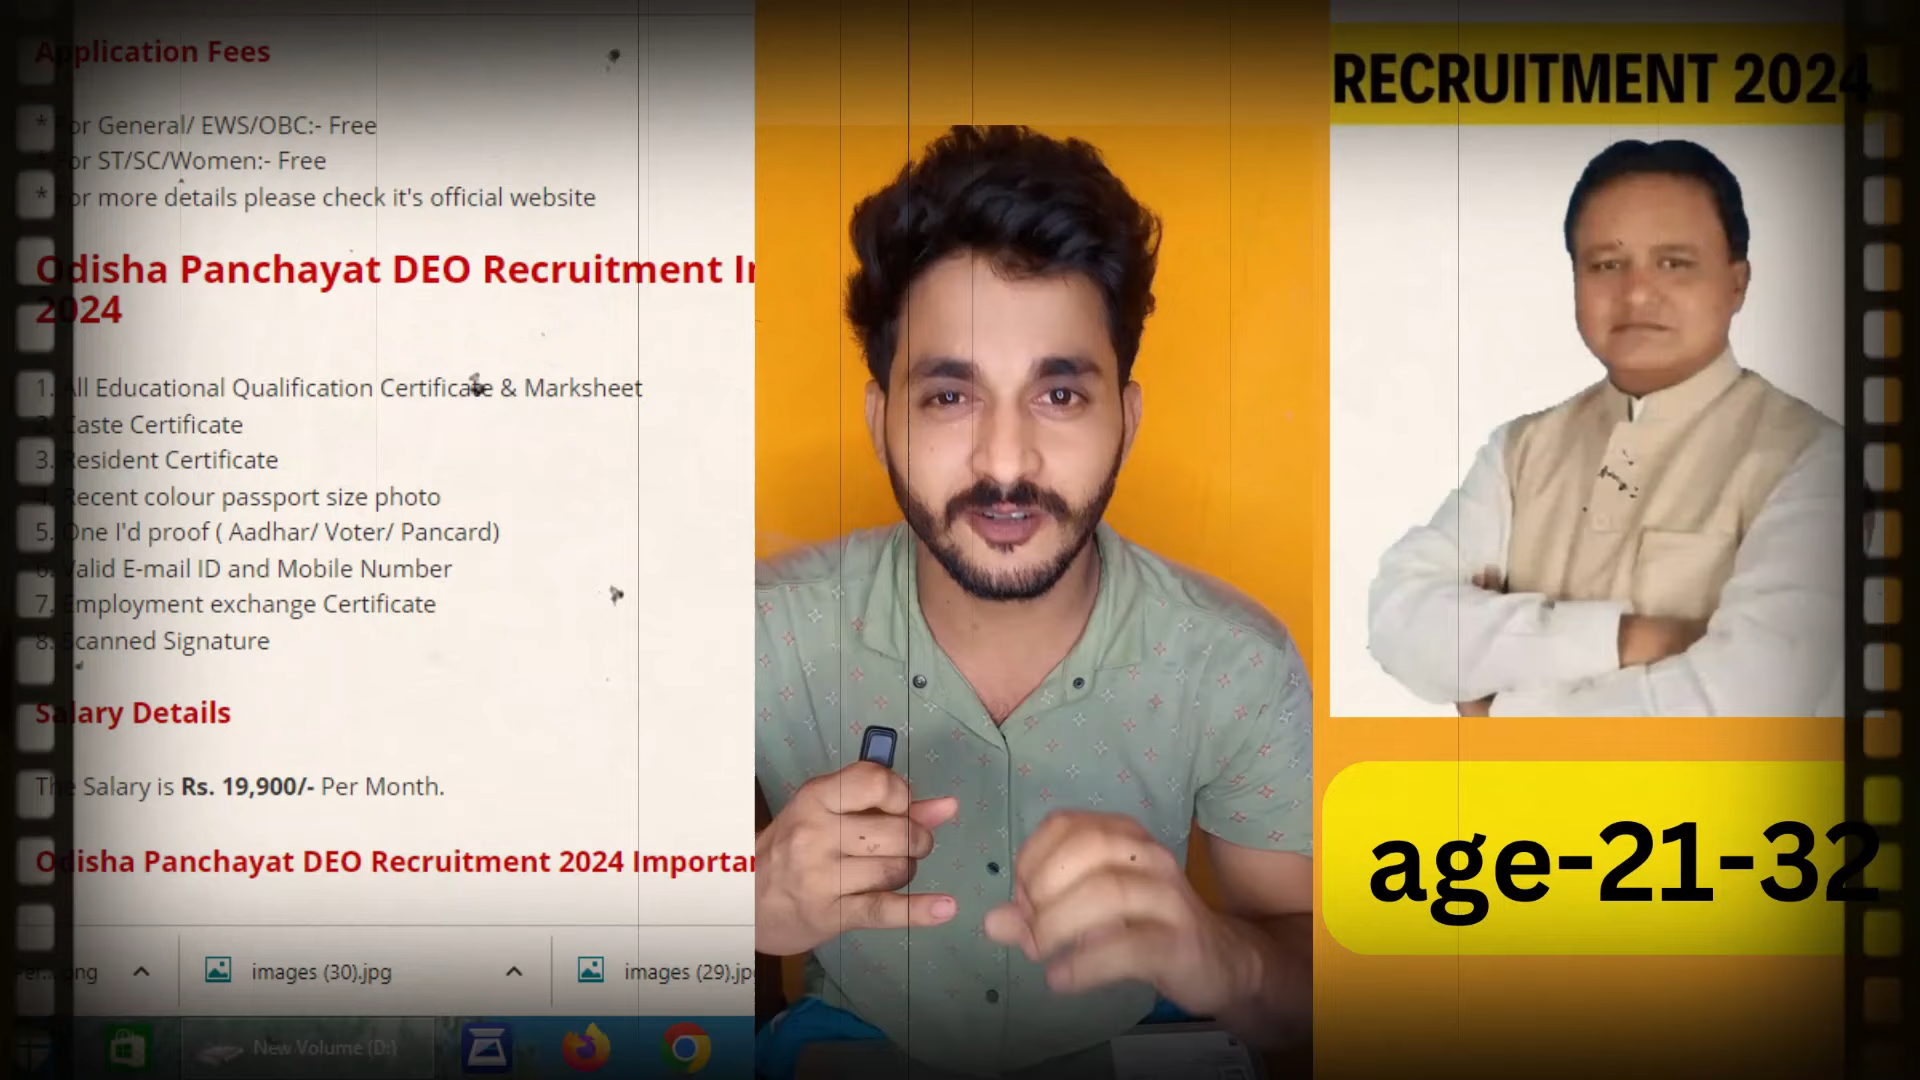 Application Fees
* For General/ EWS/OBC:- Free
* For ST/SC/Women:- Free
* For more details please check it's official website
Odisha Panchayat DEO Recruitment
2024
1. All Educational Qualification Certificate & Marksheet
2. Caste Certificate
3. Resident Certificate
4. Recent colour passport size photo
5. One I'd proof ( Aadhar/ Voter/ Pancard)
6. Valid E-mail ID and Mobile Number
7. Employment exchange Certificate
8. Scanned Signature
Salary Details
The Salary is Rs. 19,900/- Per Month.
Odisha Panchayat DEO Recruitment 2024
images (30).jpg
images (29).jp
New Volume (D:)
RECRUITMENT 2024
age-21-32